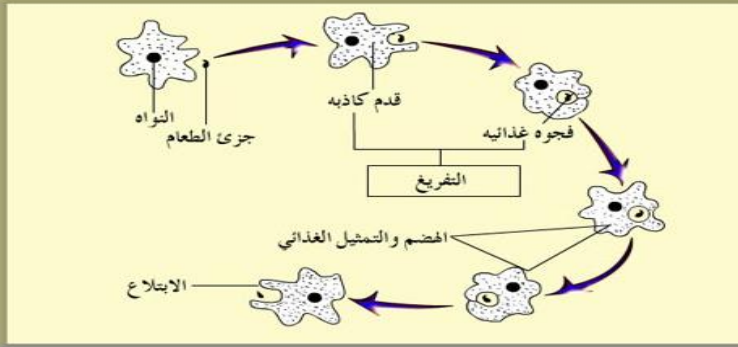 قدم كاذبه
النواه
جزئ الطعام
فجوه غذائيه
التفريغ
الهضم والتمثيل الغذائي
الابتلاع